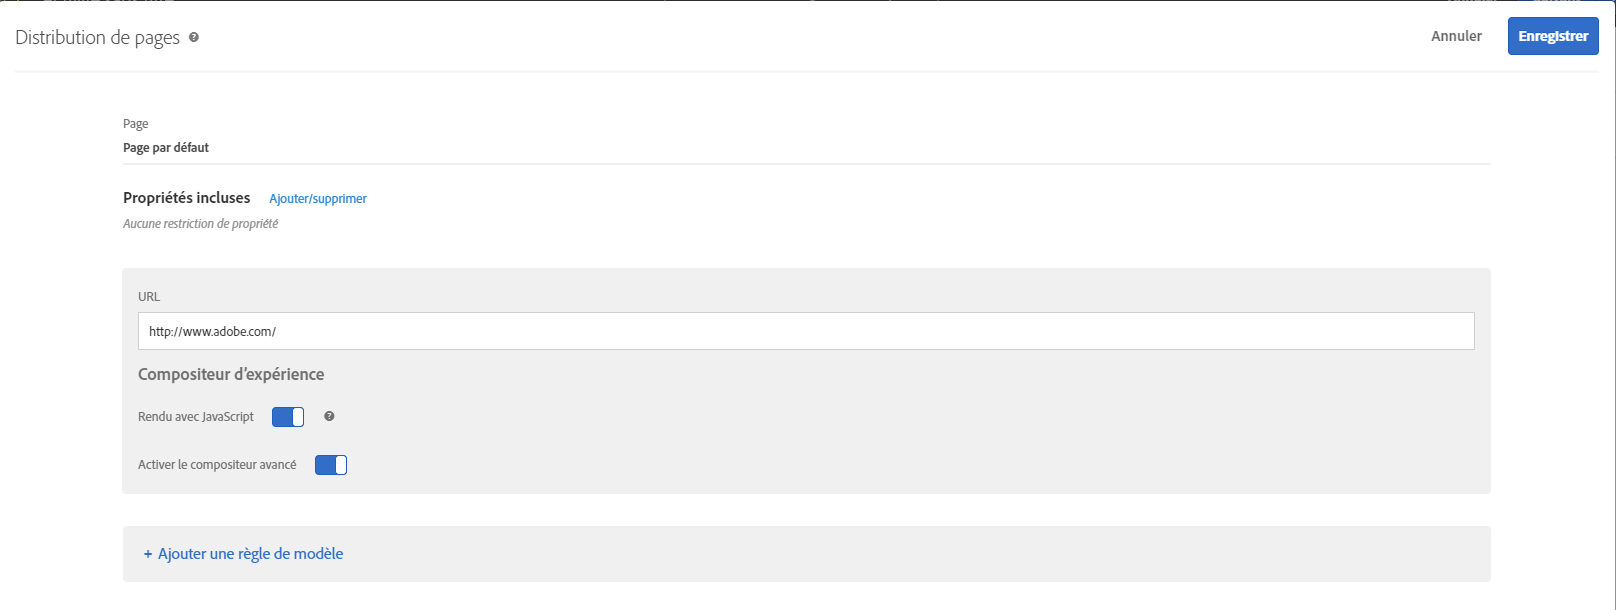 Distribution de pages
Annuler
Enregistrer
Page
Page par défaut
Propriétés incluses Ajouter/supprimer
Aucune restriction de propriété
URL
http://www.adobe.com/
Compositeur d’expérience
Rendu avec JavaScript
Activer le compositeur avancé
+ Ajouter une règle de modèle